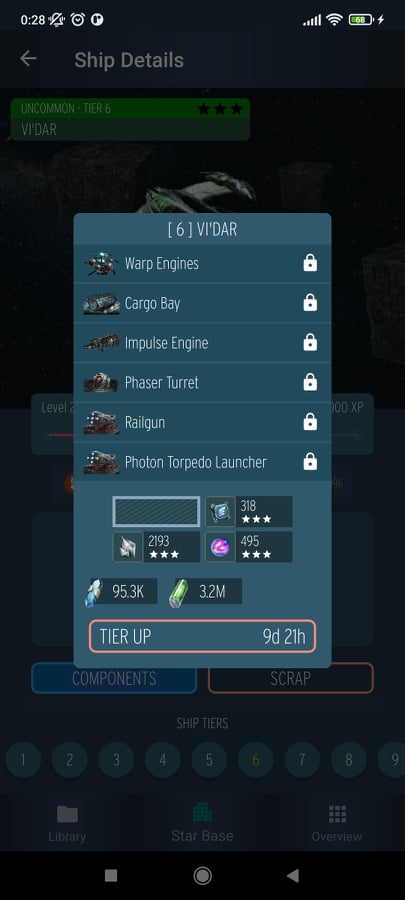 0:28
68
Ship Details
UNCOMMON · TIER 6
VI'DAR
[ 6 ] VI'DAR
Warp Engines
Cargo Bay
Impulse Engine
Phaser Turret
Level 2
000 XP
Railgun
Photon Torpedo Launcher
%
318
2193
495
95.3K
3.2M
TIER UP
9d 21h
COMPONENTS
SCRAP
SHIP TIERS
1 2 3 4 5 6 7 8 9
Library
Star Base
Overview